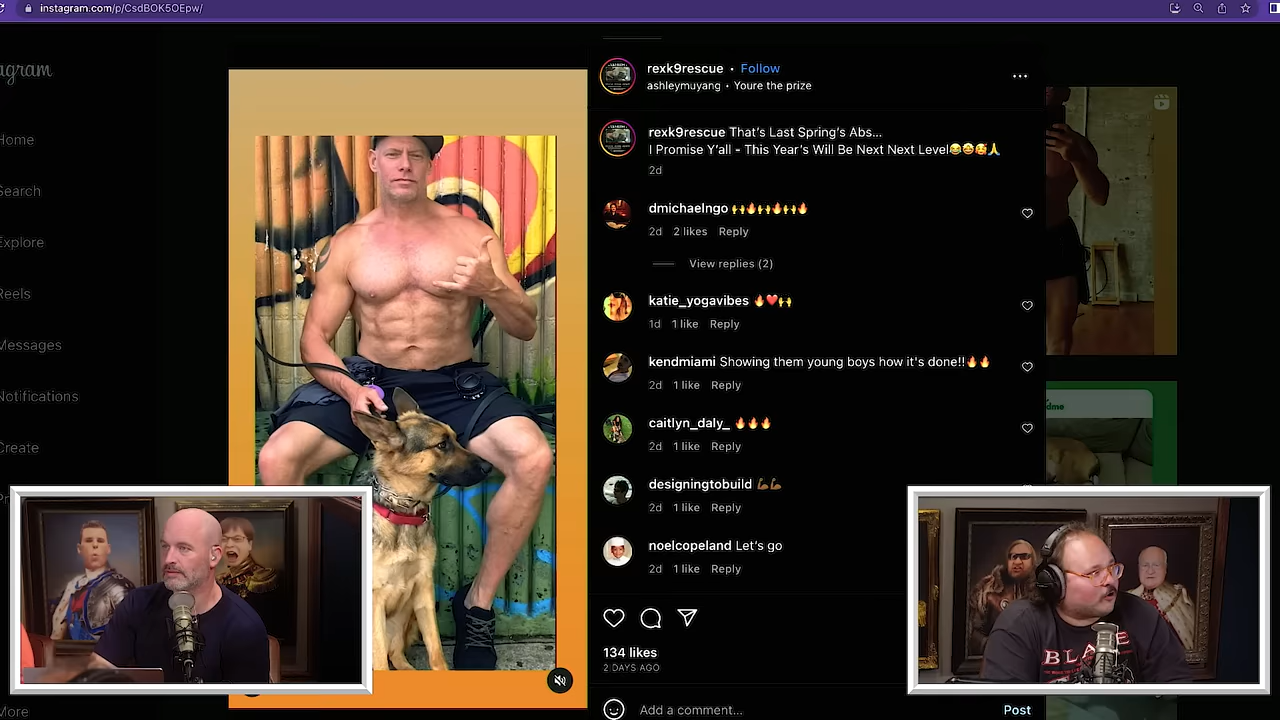 instagram.com/p/CsdBOK5OEpw/
agram
Home
Search
Explore
Reels
Messages
Notifications
Create
More
rexk9rescue • Follow
ashleymuyang • Youre the prize
rexk9rescue That's Last Spring's Abs...
I Promise Y'all - This Year's Will Be Next Next Level😂🤩🥰🙏
2d
dmichaelngo 🙌🔥🙌🔥🙌🔥
2d 2 likes Reply
View replies (2)
katie_yogavibes 🔥❤️🙌
1d 1 like Reply
kendmiami Showing them young boys how it's done!!🔥🔥
2d 1 like Reply
caitlyn_daly_ 🔥🔥🔥
2d 1 like Reply
designingtobuild 💪🏾💪🏾
2d 1 like Reply
noelcopeland Let's go
2d 1 like Reply
134 likes
2 DAYS AGO
Add a comment...
Post